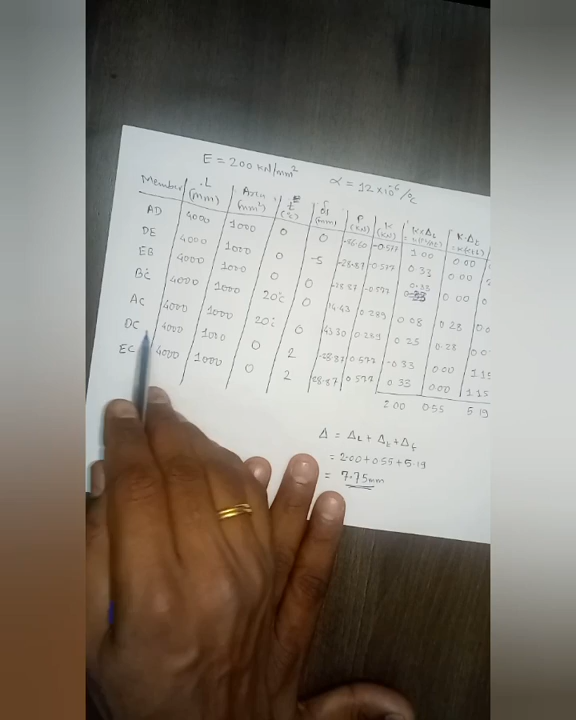 E = 200 kN/mm² α = 12 ×10⁻⁶/°C
Member L (mm) Area (mm²) t (°C) δf (mm) P (kN) k (kN) kΔL k·Δt
AD 4000 1000 0 0 -86.60 -0.577 1.00 0.00
DE 4000 1000 0 -5 -28.87 -0.577 0.33 0.00
EB 4000 1000 0 0 -28.87 -0.577 0.33 0.00
BC 4000 1000 20°C 0 14.43 0.289 0.08 0.28
AC 4000 1000 20°C 0 43.30 0.289 0.25 0.28 0.0
DC 4000 1000 0 2 -28.87 0.577 -0.33 0.00 1.15
EC 4000 1000 0 2 28.87 0.577 0.33 0.00 1.15
2.00 0.55 5.19
Δ = ΔL + Δt + Δf
= 2.00+0.55+5.19
= 7.75mm